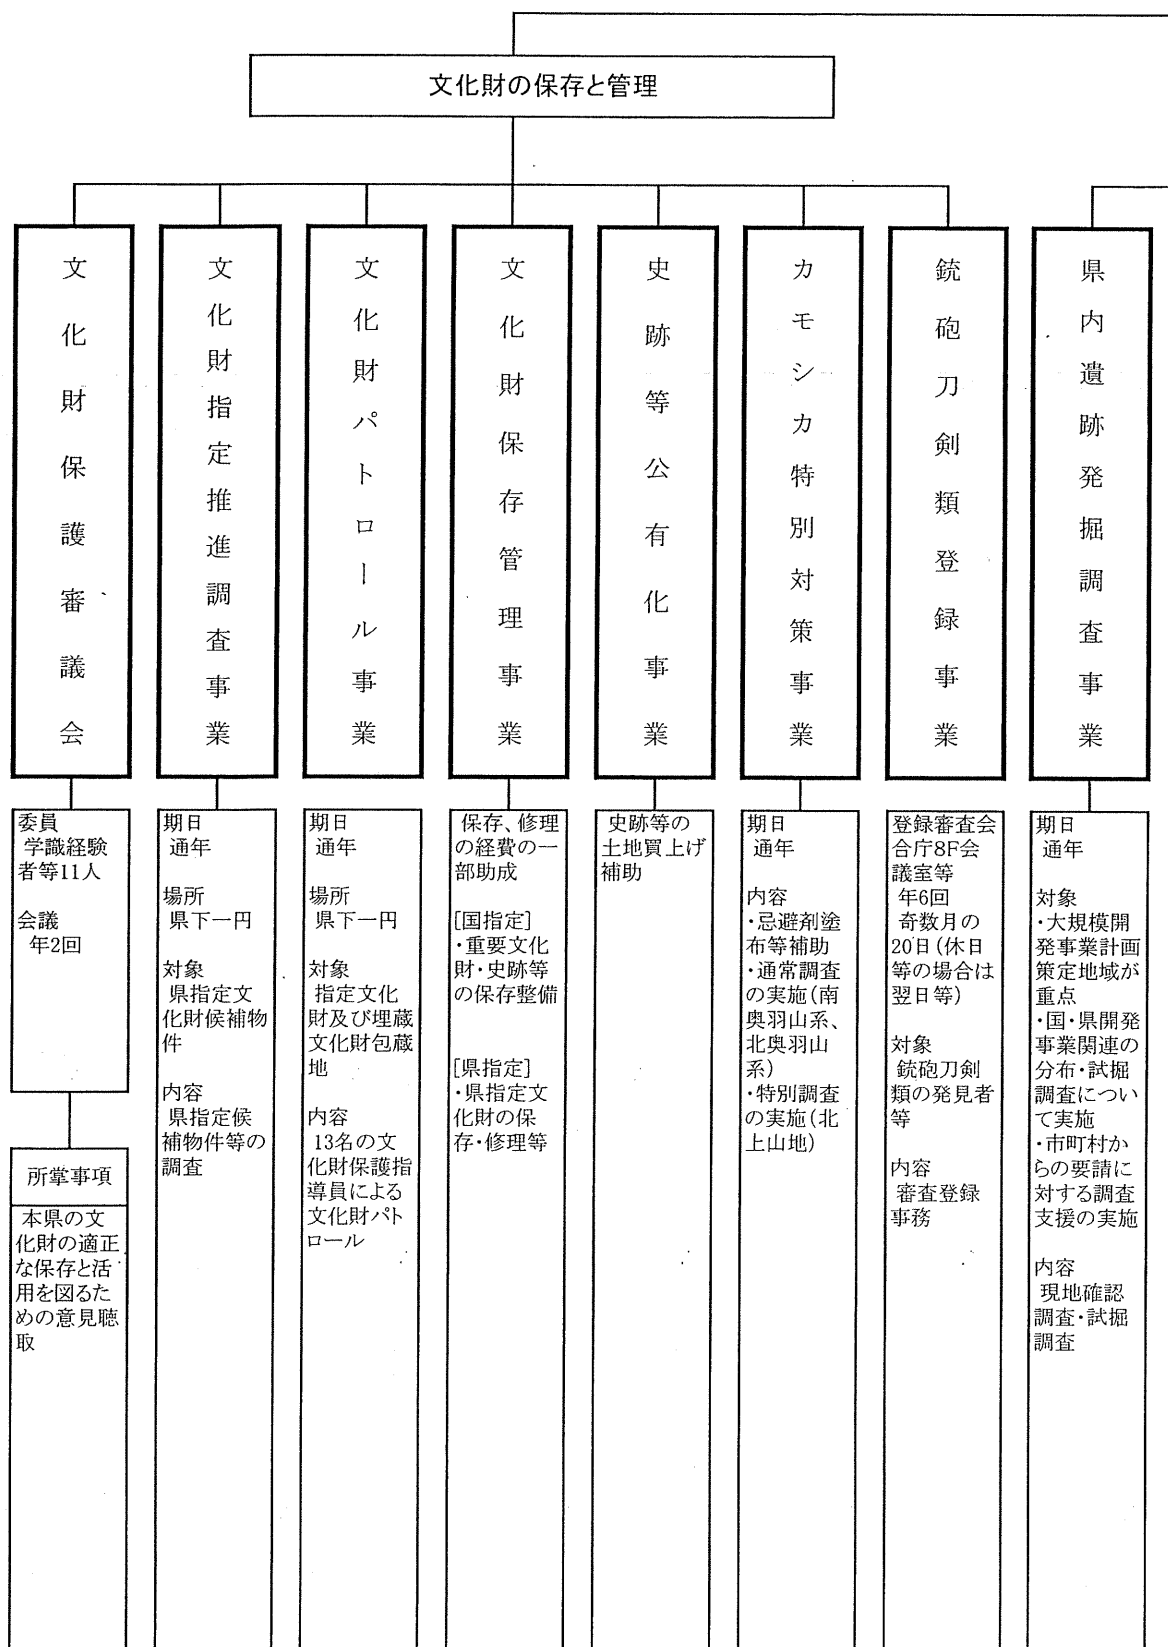 文化財の保存と管理
文化財保護審議会
委員
学識経験
者等11人
会議
年2回
所掌事項
本県の文
化財の適正
な保存と活
用を図るた
めの意見聴
取
文化財指定推進調査事業
期日
通年
場所
県下一円
対象
県指定文
化財候補物
件
内容
県指定候
補物件等の
調査
文化財パトロール事業
期日
通年
場所
県下一円
対象
指定文化
財及び埋蔵
文化財包蔵
地
内容
13名の文
化財保護指
導員による
文化財パト
ロール
文化財保存管理事業
保存、修理
の経費の一
部助成
[国指定]
・重要文化
財・史跡等
の保存整備
[県指定]
・県指定文
化財の保
存・修理等
史跡等公有化事業
史跡等の
土地買上げ
補助
カモシカ特別対策事業
期日
通年
内容
・忌避剤塗
布等補助
・通常調査
の実施(南
奥羽山系、
北奥羽山
系)
・特別調査
の実施(北
上山地)
銃砲刀剣類登録事業
登録審査会
合庁8F会
議室等
年6回
奇数月の
20日(休日
等の場合は
翌日等)
対象
銃砲刀剣
類の発見者
等
内容
審査登録
事務
県内遺跡発掘調査事業
期日
通年
対象
・大規模開
発事業計画
策定地域が
重点
・国・県開発
事業関連の
分布・試掘
調査につい
て実施
・市町村か
らの要請に
対する調査
支援の実施
内容
現地確認
調査・試掘
調査